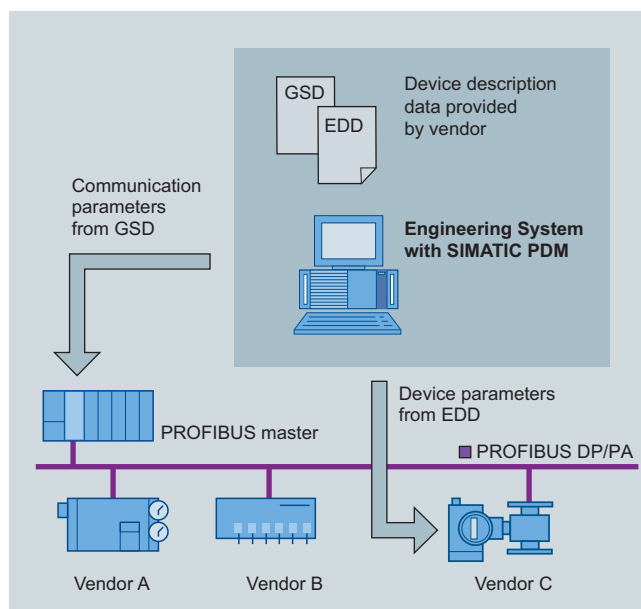 GSD
EDD
Device description
data provided
by vendor
Communication
parameters
from GSD
Engineering System
with SIMATIC PDM
Device parameters
from EDD
PROFIBUS master
PROFIBUS DP/PA
Vendor A
Vendor B
Vendor C